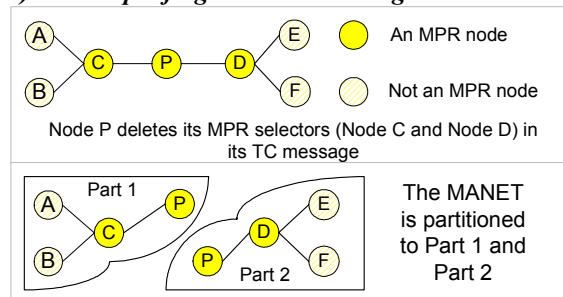 A
E
An MPR node
C
P
D
B
F
Not an MPR node
Node P deletes its MPR selectors (Node C and Node D) in
its TC message
Part 1
A
P
C
B
E
D
P
F
Part 2
The MANET
is partitioned
to Part 1 and
Part 2